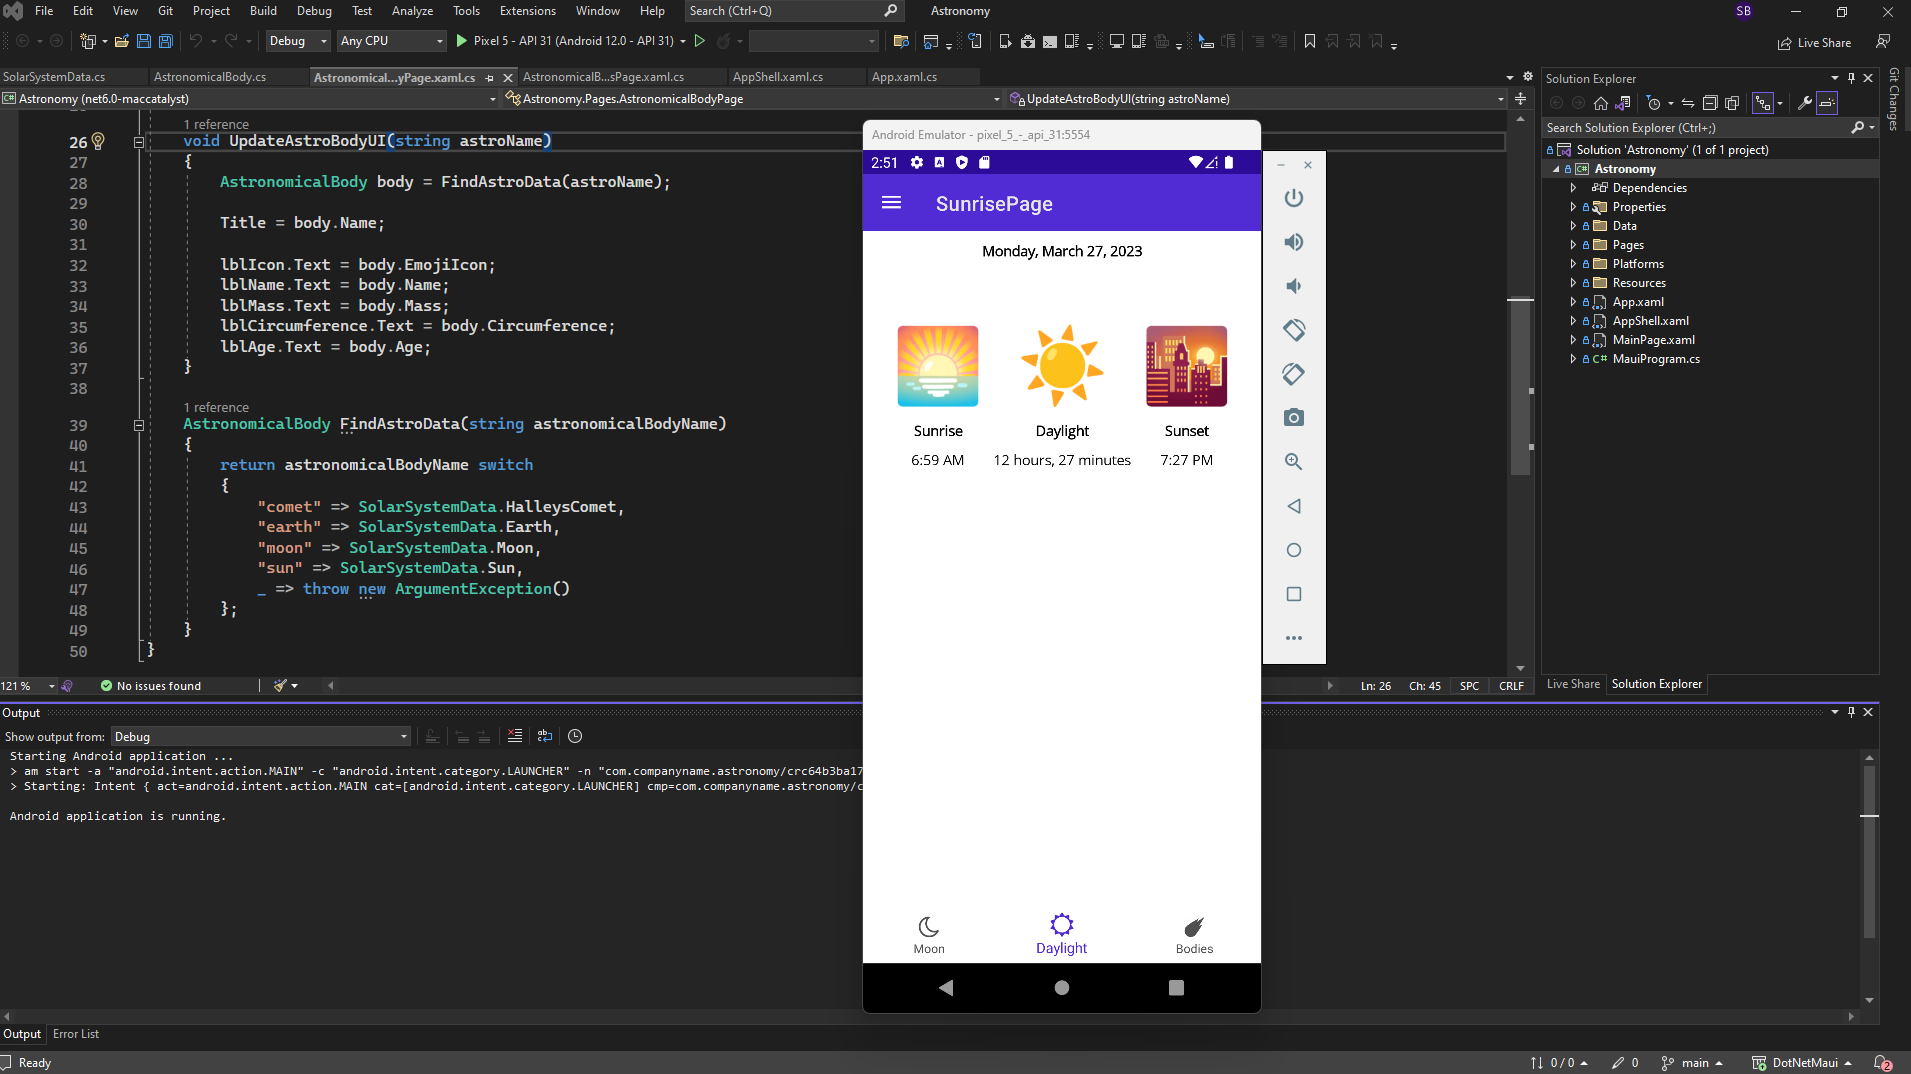 File Edit View Git Project Build Debug Test Analyze Tools Extensions Window Help Search (Ctrl+Q) Astronomy SB
Debug Any CPU Pixel 5 - API 31 (Android 12.0 - API 31) Live Share
SolarSystemData.cs AstronomicalBody.cs Astronomical...yPage.xaml.cs AstronomicalB...sPage.xaml.cs AppShell.xaml.cs App.xaml.cs
C# Astronomy (net6.0-maccatalyst) Astronomy.Pages.AstronomicalBodyPage UpdateAstroBodyUI(string astroName)
1 reference
26 void UpdateAstroBodyUI(string astroName)
27 {
28 AstronomicalBody body = FindAstroData(astroName);
29
30 Title = body.Name;
31
32 lblIcon.Text = body.EmojiIcon;
33 lblName.Text = body.Name;
34 lblMass.Text = body.Mass;
35 lblCircumference.Text = body.Circumference;
36 lblAge.Text = body.Age;
37 }
38
1 reference
39 AstronomicalBody FindAstroData(string astronomicalBodyName)
40 {
41 return astronomicalBodyName switch
42 {
43 "comet" => SolarSystemData.HalleysComet,
44 "earth" => SolarSystemData.Earth,
45 "moon" => SolarSystemData.Moon,
46 "sun" => SolarSystemData.Sun,
47 _ => throw new ArgumentException()
48 };
49 }
50 }
121 % No issues found Ln: 26 Ch: 45 SPC CRLF
Android Emulator - pixel_5_-_api_31:5554
2:51
SunrisePage
Monday, March 27, 2023
Sunrise Daylight Sunset
6:59 AM 12 hours, 27 minutes 7:27 PM
Moon Daylight Bodies
Solution Explorer
Search Solution Explorer (Ctrl+;)
Solution 'Astronomy' (1 of 1 project)
C# Astronomy
Dependencies
Properties
Data
Pages
Platforms
Resources
App.xaml
AppShell.xaml
MainPage.xaml
C# MauiProgram.cs
Live Share Solution Explorer
Git Changes
Output
Show output from: Debug
Starting Android application ...
> am start -a "android.intent.action.MAIN" -c "android.intent.category.LAUNCHER" -n "com.companyname.astronomy/crc64b3ba17
> Starting: Intent { act=android.intent.action.MAIN cat=[android.intent.category.LAUNCHER] cmp=com.companyname.astronomy/c
Android application is running.
Output Error List
Ready 0 / 0 0 main DotNetMaui 2